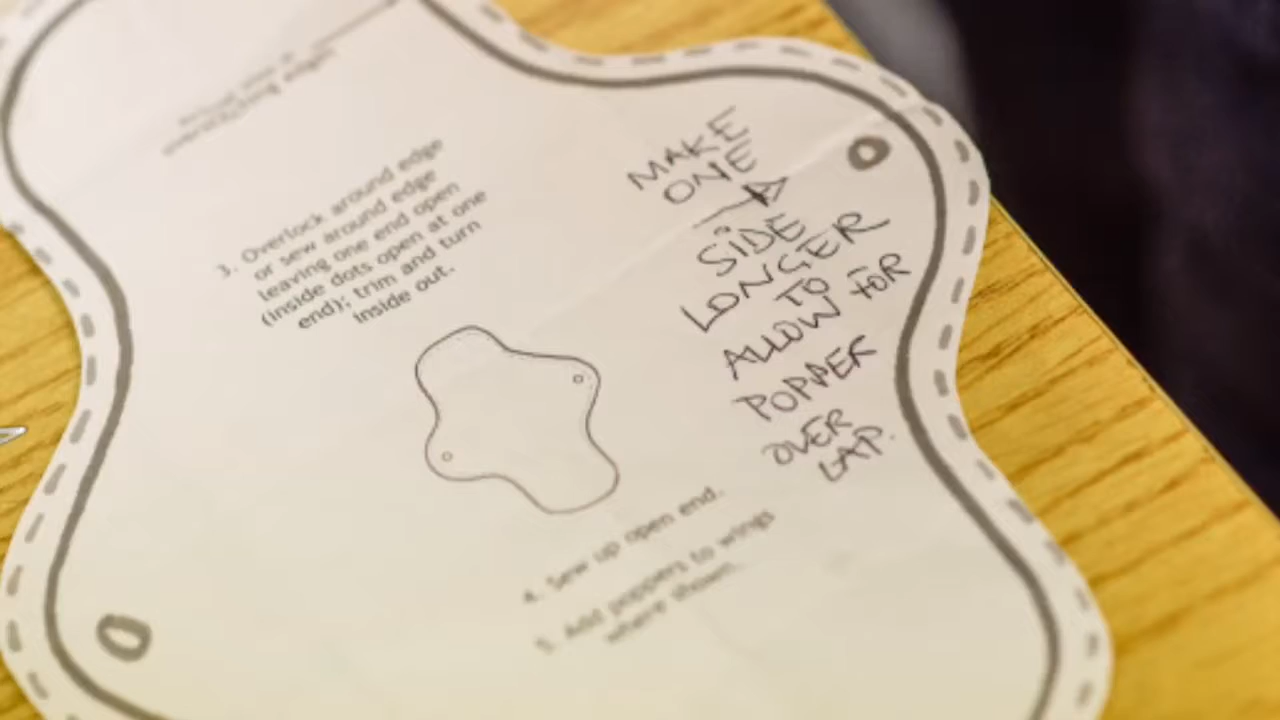 3. Overlock around edge
or sew around edge
leaving one end open
(inside dots open at one
end); trim and turn
inside out.
MAKE
ONE
SIDE
LONGER
TO
ALLOW FOR
POPPER
OVER
LAP.
4. Sew up open end.
5. Add poppers to wings
where shown.